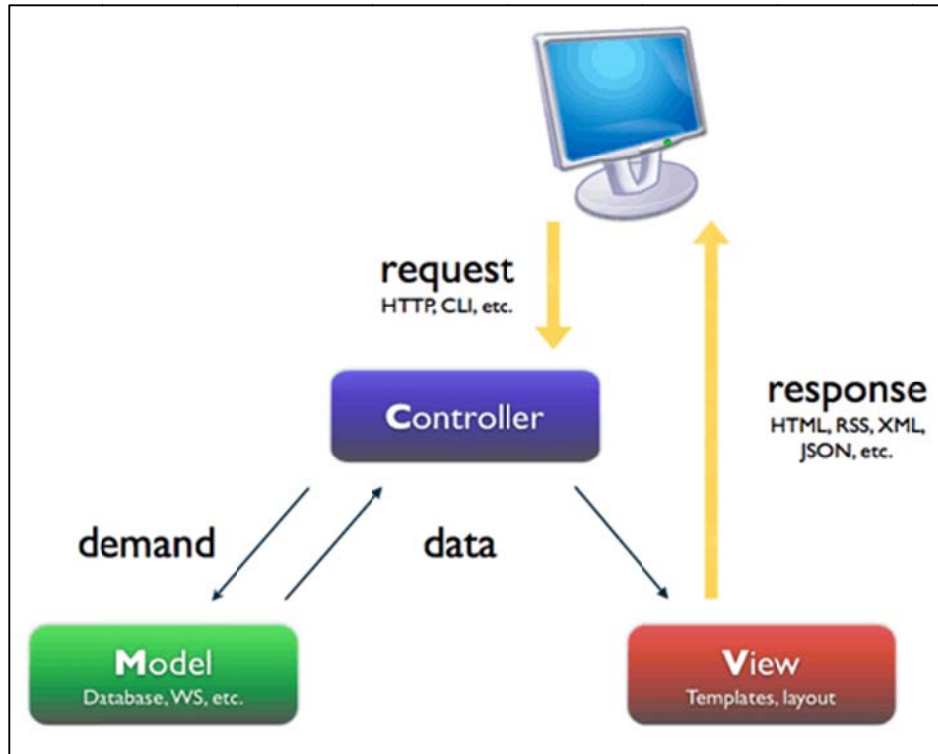 request
HTTP, CLI, etc.
Controller
response
HTML, RSS, XML,
JSON, etc.
demand
data
Model
Database, WS, etc.
View
Templates, layout